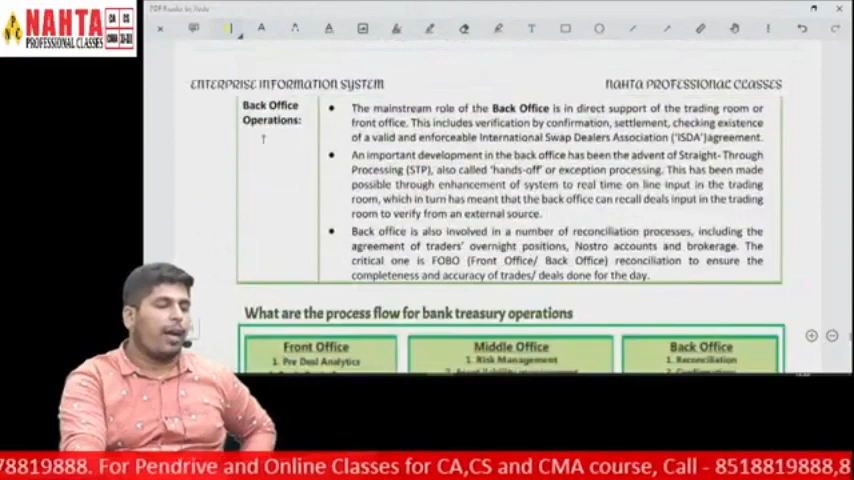 NAHTA
PROFESSIONAL CLASSES
CA CS
CMA XI-XII
ENTERPRISE INFORMATION SYSTEM
NAHTA PROFESSIONAL CLASSES
Back Office
Operations:
• The mainstream role of the Back Office is in direct support of the trading room or
front office. This includes verification by confirmation, settlement, checking existence
of a valid and enforceable International Swap Dealers Association ('ISDA')agreement.
• An important development in the back office has been the advent of Straight- Through
Processing (STP), also called 'hands-off' or exception processing. This has been made
possible through enhancement of system to real time on line input in the trading
room, which in turn has meant that the back office can recall deals input in the trading
room to verify from an external source.
• Back office is also involved in a number of reconciliation processes, including the
agreement of traders' overnight positions, Nostro accounts and brokerage. The
critical one is FOBO (Front Office/ Back Office) reconciliation to ensure the
completeness and accuracy of trades/ deals done for the day.
What are the process flow for bank treasury operations
Front Office
1. Pre Deal Analytics
Middle Office
1. Risk Management
Back Office
1. Reconciliation
78819888. For Pendrive and Online Classes for CA,CS and CMA course, Call - 8518819888,8